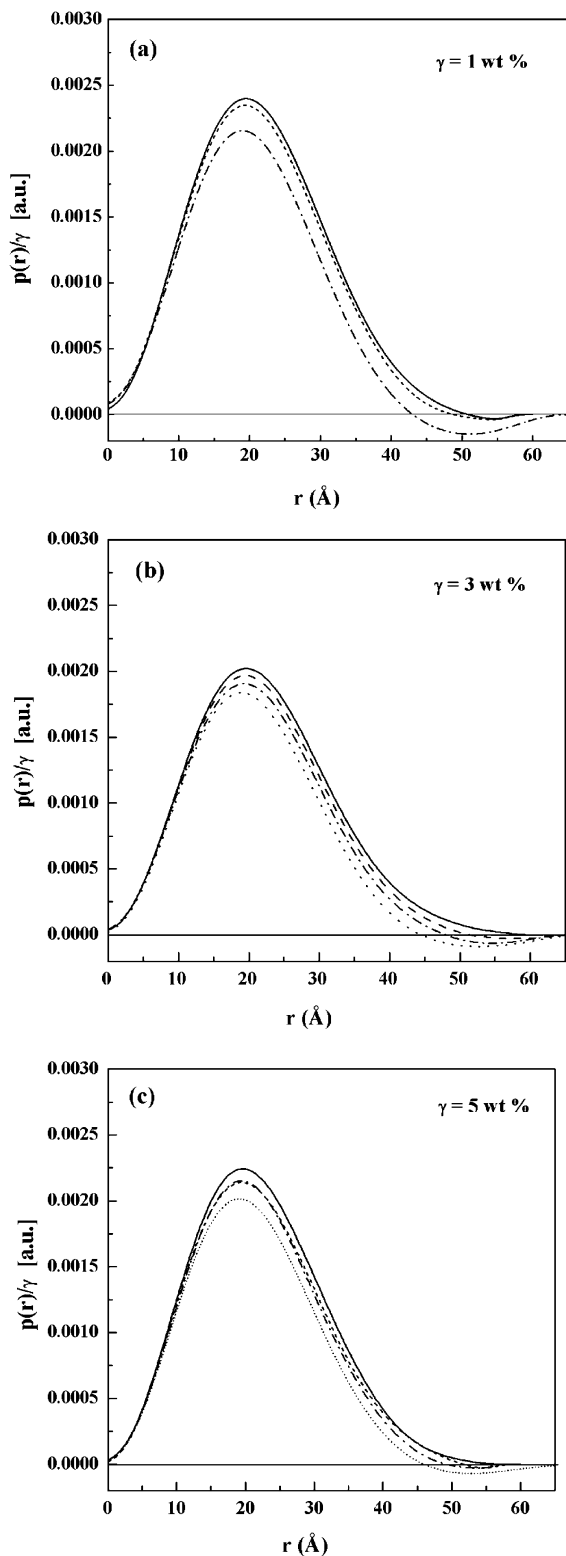 (a)
γ = 1 wt %
0.0030
0.0025
0.0020
0.0015
0.0010
0.0005
0.0000
p(r)/γ [a.u.]
0 10 20 30 40 50 60
r (Å)
(b)
γ = 3 wt %
0.0030
0.0025
0.0020
0.0015
0.0010
0.0005
0.0000
p(r)/γ [a.u.]
0 10 20 30 40 50 60
r (Å)
(c)
γ = 5 wt %
0.0030
0.0025
0.0020
0.0015
0.0010
0.0005
0.0000
p(r)/γ [a.u.]
0 10 20 30 40 50 60
r (Å)